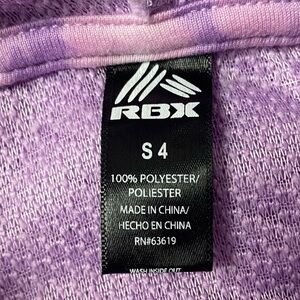 RBX
S 4
100% POLYESTER/
POLIESTER
MADE IN CHINA/
HECHO EN CHINA
RN#63619
WASH INSIDE OUT